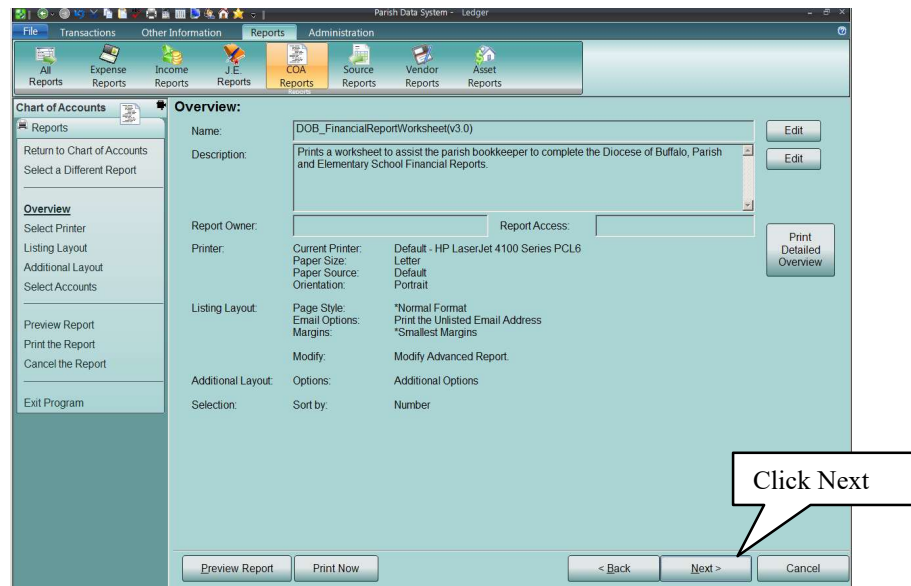 Parish Data System - Ledger
File Transactions Other Information Reports Administration
All Reports
Expense Reports
Income Reports
J.E. Reports
COA Reports
Source Reports
Vendor Reports
Asset Reports
Reports
Chart of Accounts
Reports
Return to Chart of Accounts
Select a Different Report
Overview
Select Printer
Listing Layout
Additional Layout
Select Accounts
Preview Report
Print the Report
Cancel the Report
Exit Program
Overview:
Name: DOB_FinancialReportWorksheet(v3.0) Edit
Description: Prints a worksheet to assist the parish bookkeeper to complete the Diocese of Buffalo, Parish
and Elementary School Financial Reports.
Edit
Report Owner: Report Access:
Print
Detailed
Overview
Printer: Current Printer: Default - HP LaserJet 4100 Series PCL6
Paper Size: Letter
Paper Source: Default
Orientation: Portrait
Listing Layout: Page Style: *Normal Format
Email Options: Print the Unlisted Email Address
Margins: *Smallest Margins
Modify: Modify Advanced Report.
Additional Layout: Options: Additional Options
Selection: Sort by: Number
Click Next
Preview Report Print Now < Back Next > Cancel